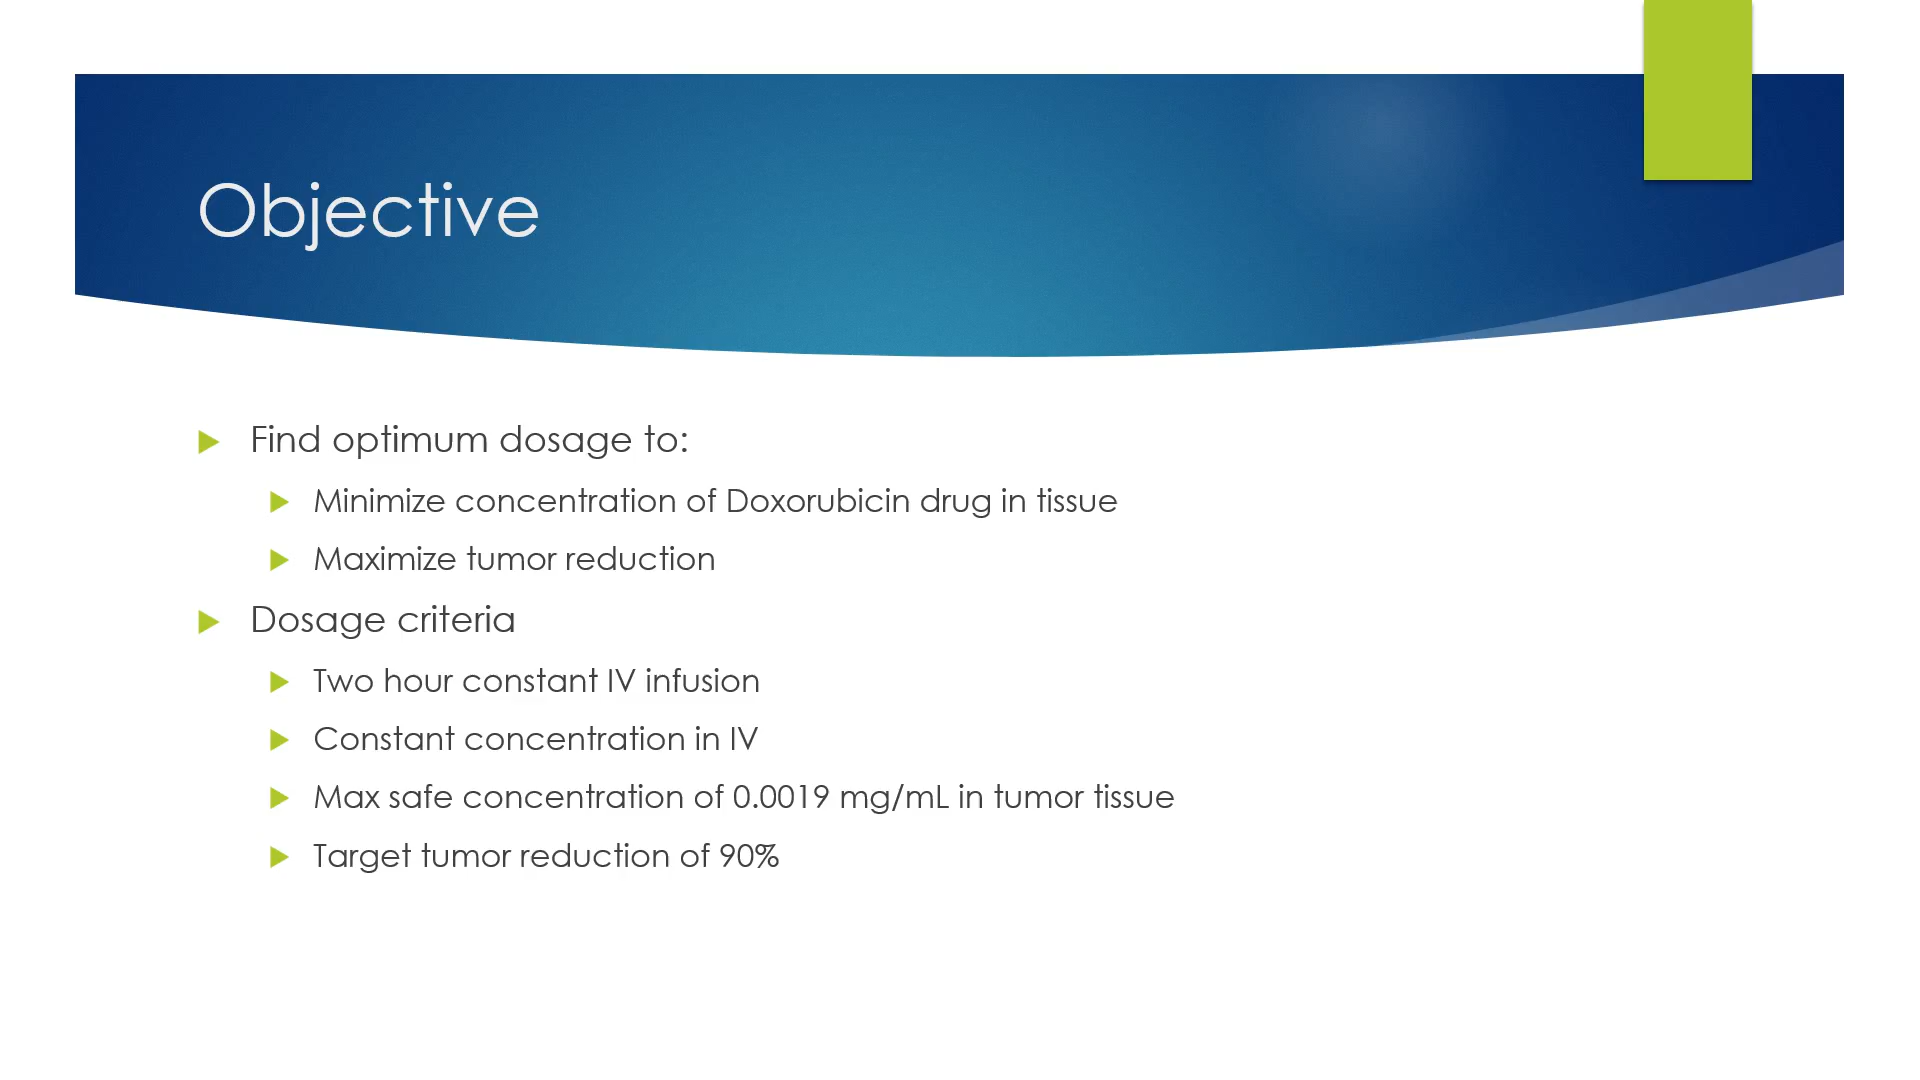 Objective
Find optimum dosage to:
Minimize concentration of Doxorubicin drug in tissue
Maximize tumor reduction
Dosage criteria
Two hour constant IV infusion
Constant concentration in IV
Max safe concentration of 0.0019 mg/mL in tumor tissue
Target tumor reduction of 90%